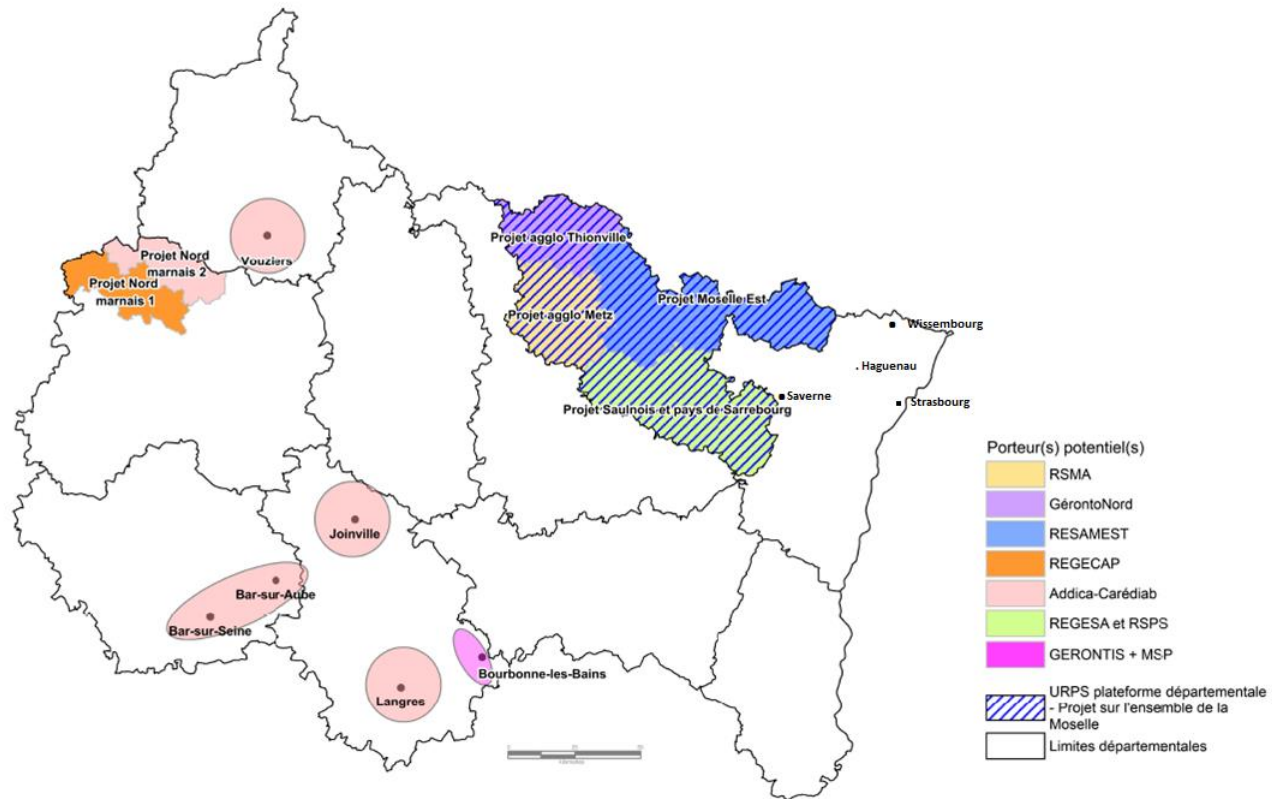 Vouziers
Projet Nord
marnais 2
Projet Nord
marnais 1
Projet agglo Thionville
Projet Moselle Est
Projet agglo Metz
Projet Saulnois et pays de Sarrebourg
Wissembourg
Haguenau
Saverne
Strasbourg
Joinville
Bar-sur-Aube
Bar-sur-Seine
Bourbonne-les-Bains
Langres
Porteur(s) potentiel(s)
RSMA
GérontoNord
RESAMEST
REGECAP
Addica-Carédiab
REGESA et RSPS
GERONTIS + MSP
URPS plateforme départementale
- Projet sur l'ensemble de la
Moselle
Limites départementales